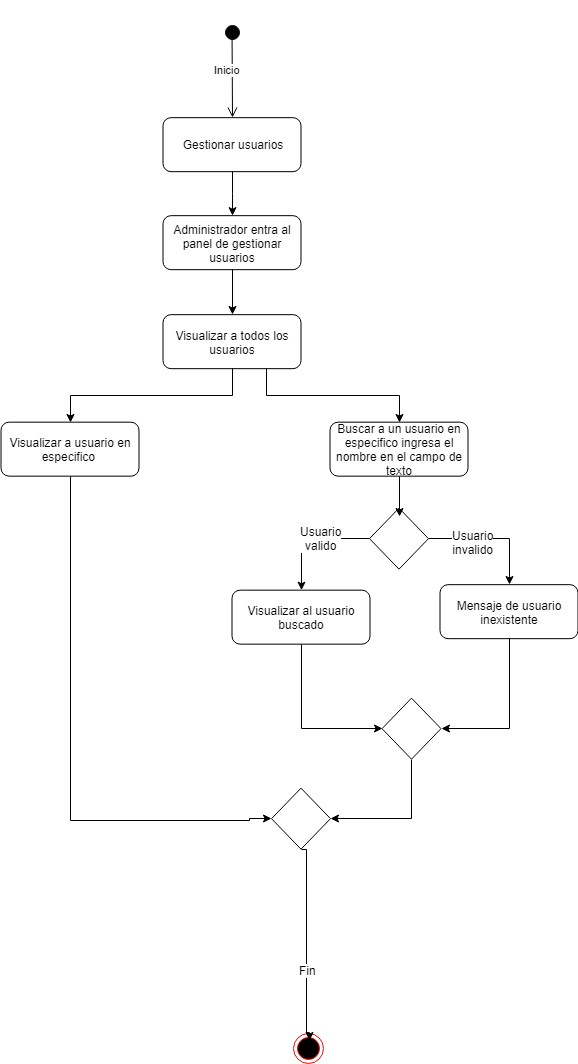 Inicio
Gestionar usuarios
Administrador entra al
panel de gestionar
usuarios
Visualizar a todos los
usuarios
Visualizar a usuario en
especifico
Buscar a un usuario en
especifico ingresa el
nombre en el campo de
texto
Usuario
valido
Usuario
invalido
Visualizar al usuario
buscado
Mensaje de usuario
inexistente
Fin